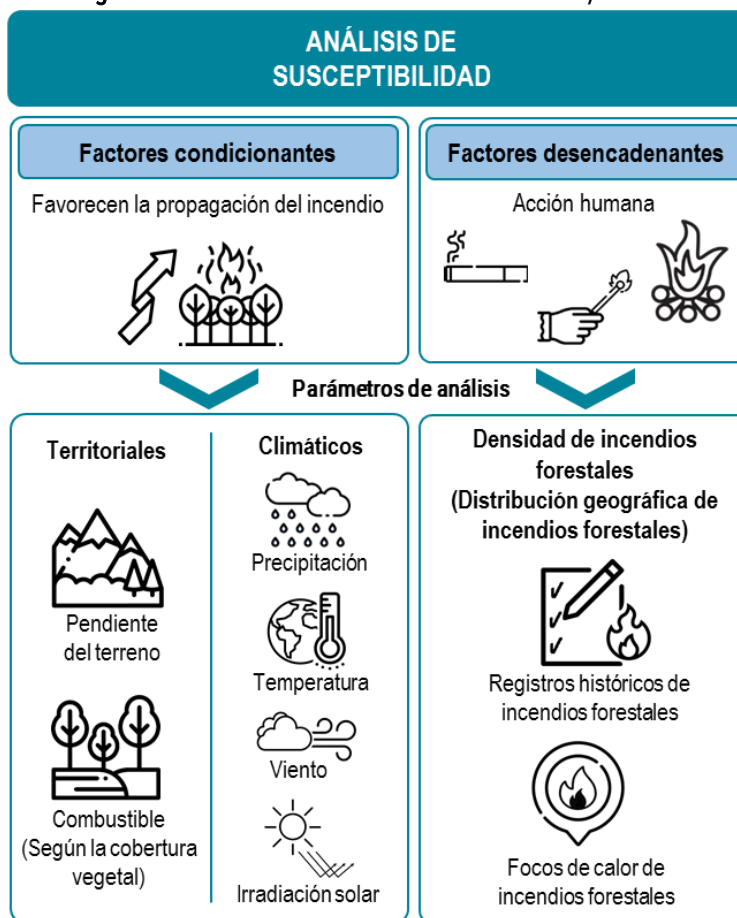 ANÁLISIS DE
SUSCEPTIBILIDAD
Factores condicionantes
Favorecen la propagación del incendio
Factores desencadenantes
Acción humana
Parámetros de análisis
Territoriales
Pendiente
del terreno
Combustible
(Según la cobertura
vegetal)
Climáticos
Precipitación
Temperatura
Viento
Irradiación solar
Densidad de incendios
forestales
(Distribución geográfica de
incendios forestales)
Registros históricos de
incendios forestales
Focos de calor de
incendios forestales